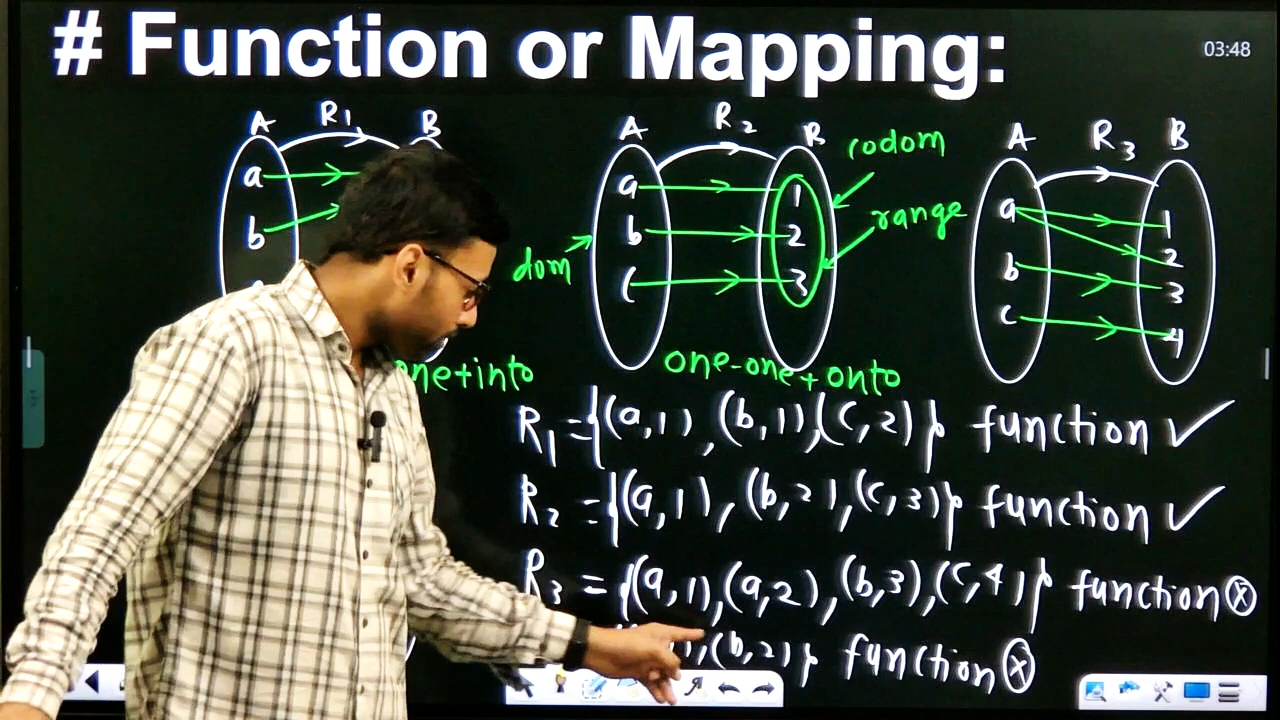 # Function or Mapping:
03:48
A R₁ B
a
b
A R₂ B
a 1
b 2
c 3
codom
range
dom
A R₃ B
a 1
b 2
c 3
4
one+into
one-one+onto
R₁ = {(a,1), (b,1), (c,2)} function ✓
R₂ = {(a,1), (b,2), (c,3)} function ✓
R₃ = {(a,1), (a,2), (b,3), (c,4)} function ⓧ
,(b,2)} function ⓧ